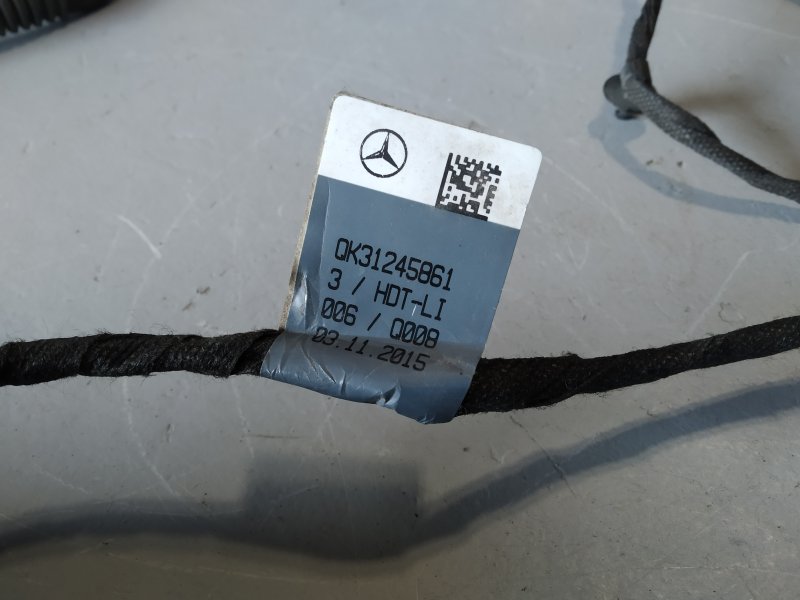 QK31245861
3 / HDT-LI
006 / Q008
03.11.2015